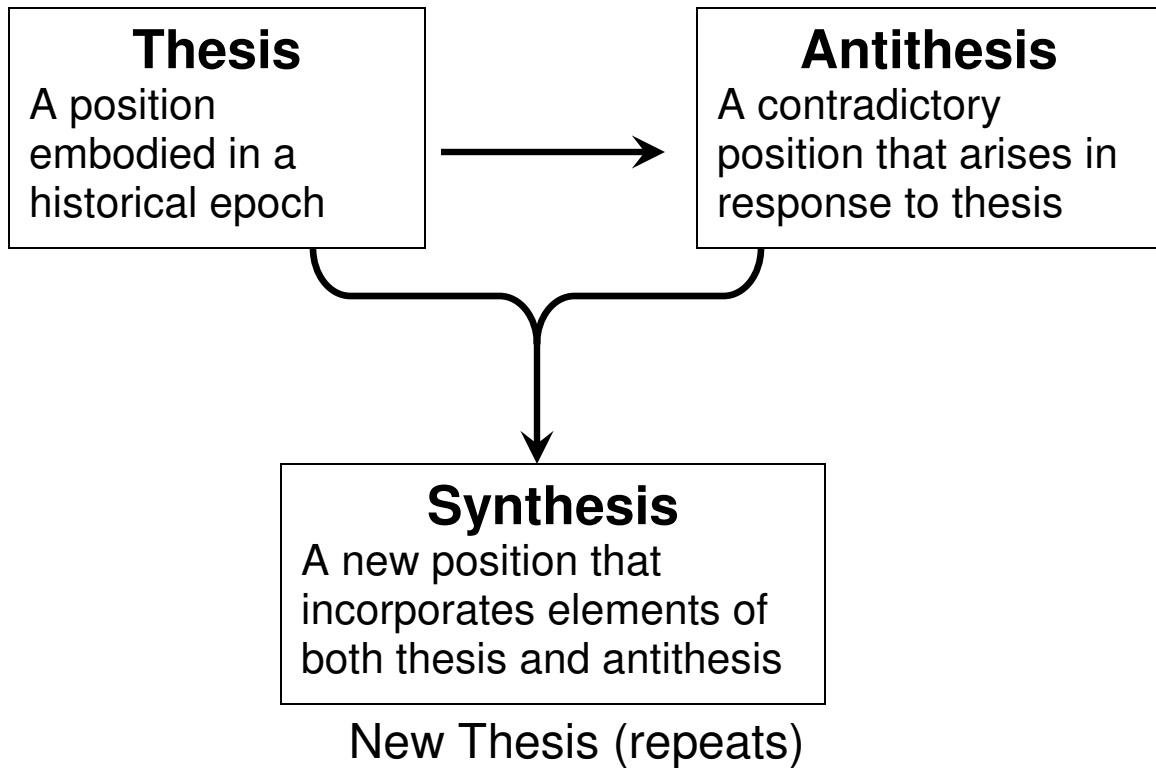 Thesis
A position
embodied in a
historical epoch
Antithesis
A contradictory
position that arises in
response to thesis
Synthesis
A new position that
incorporates elements of
both thesis and antithesis
New Thesis (repeats)